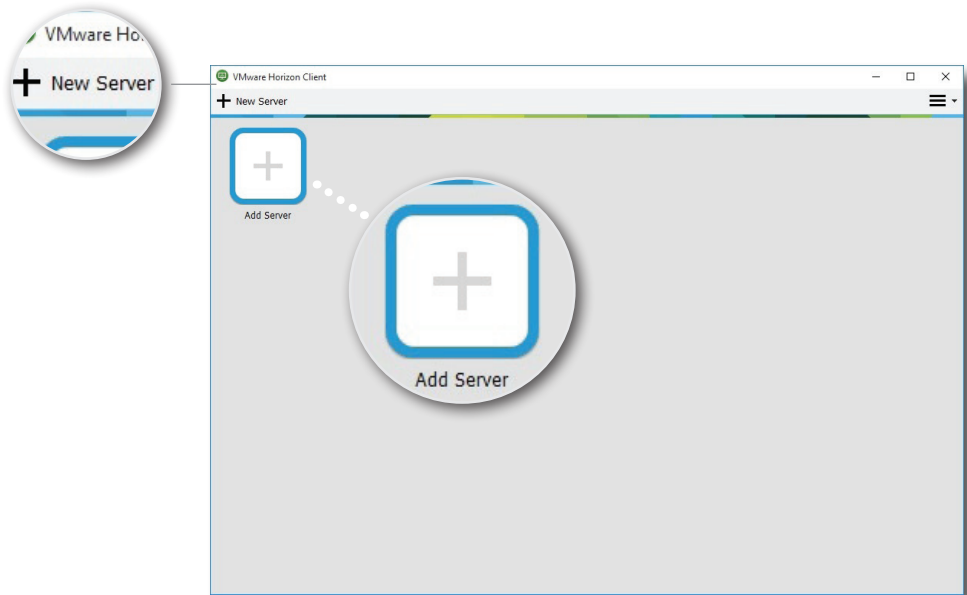 VMware Ho
New Server
VMware Horizon Client
New Server
Add Server
Add Server